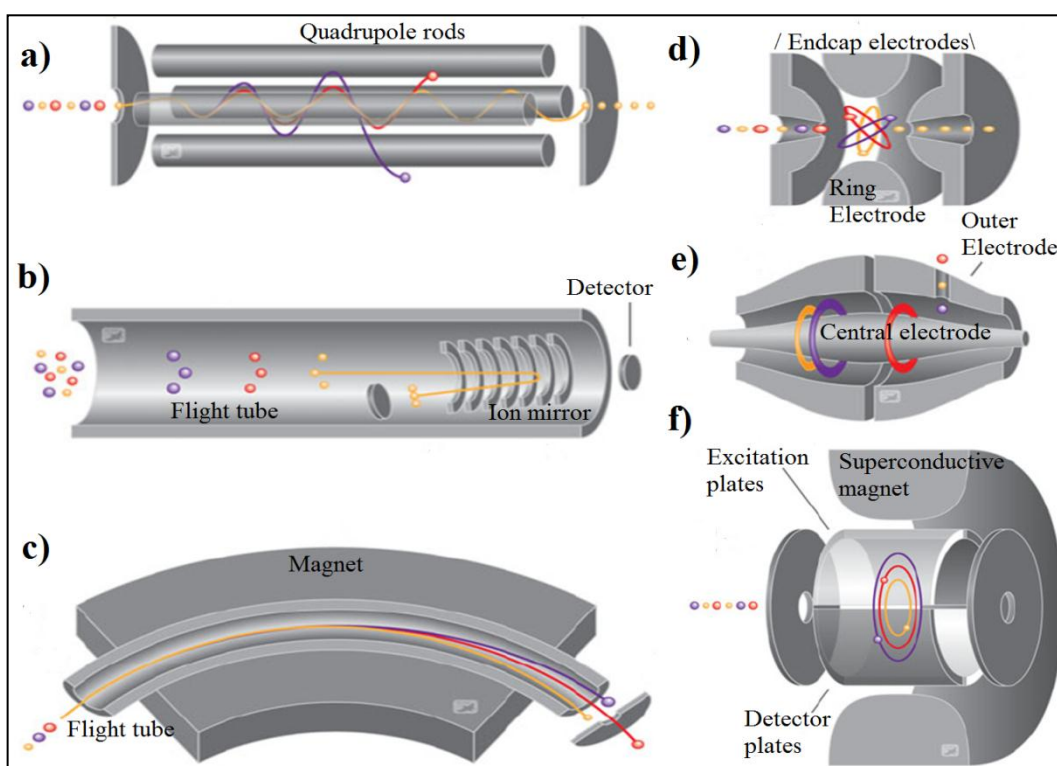 a)
Quadrupole rods
b)
Detector
Flight tube
Ion mirror
c)
Magnet
Flight tube
d)
/ Endcap electrodes\
Ring
Electrode
e)
Outer
Electrode
Central electrode
f)
Excitation
plates
Superconductive
magnet
Detector
plates